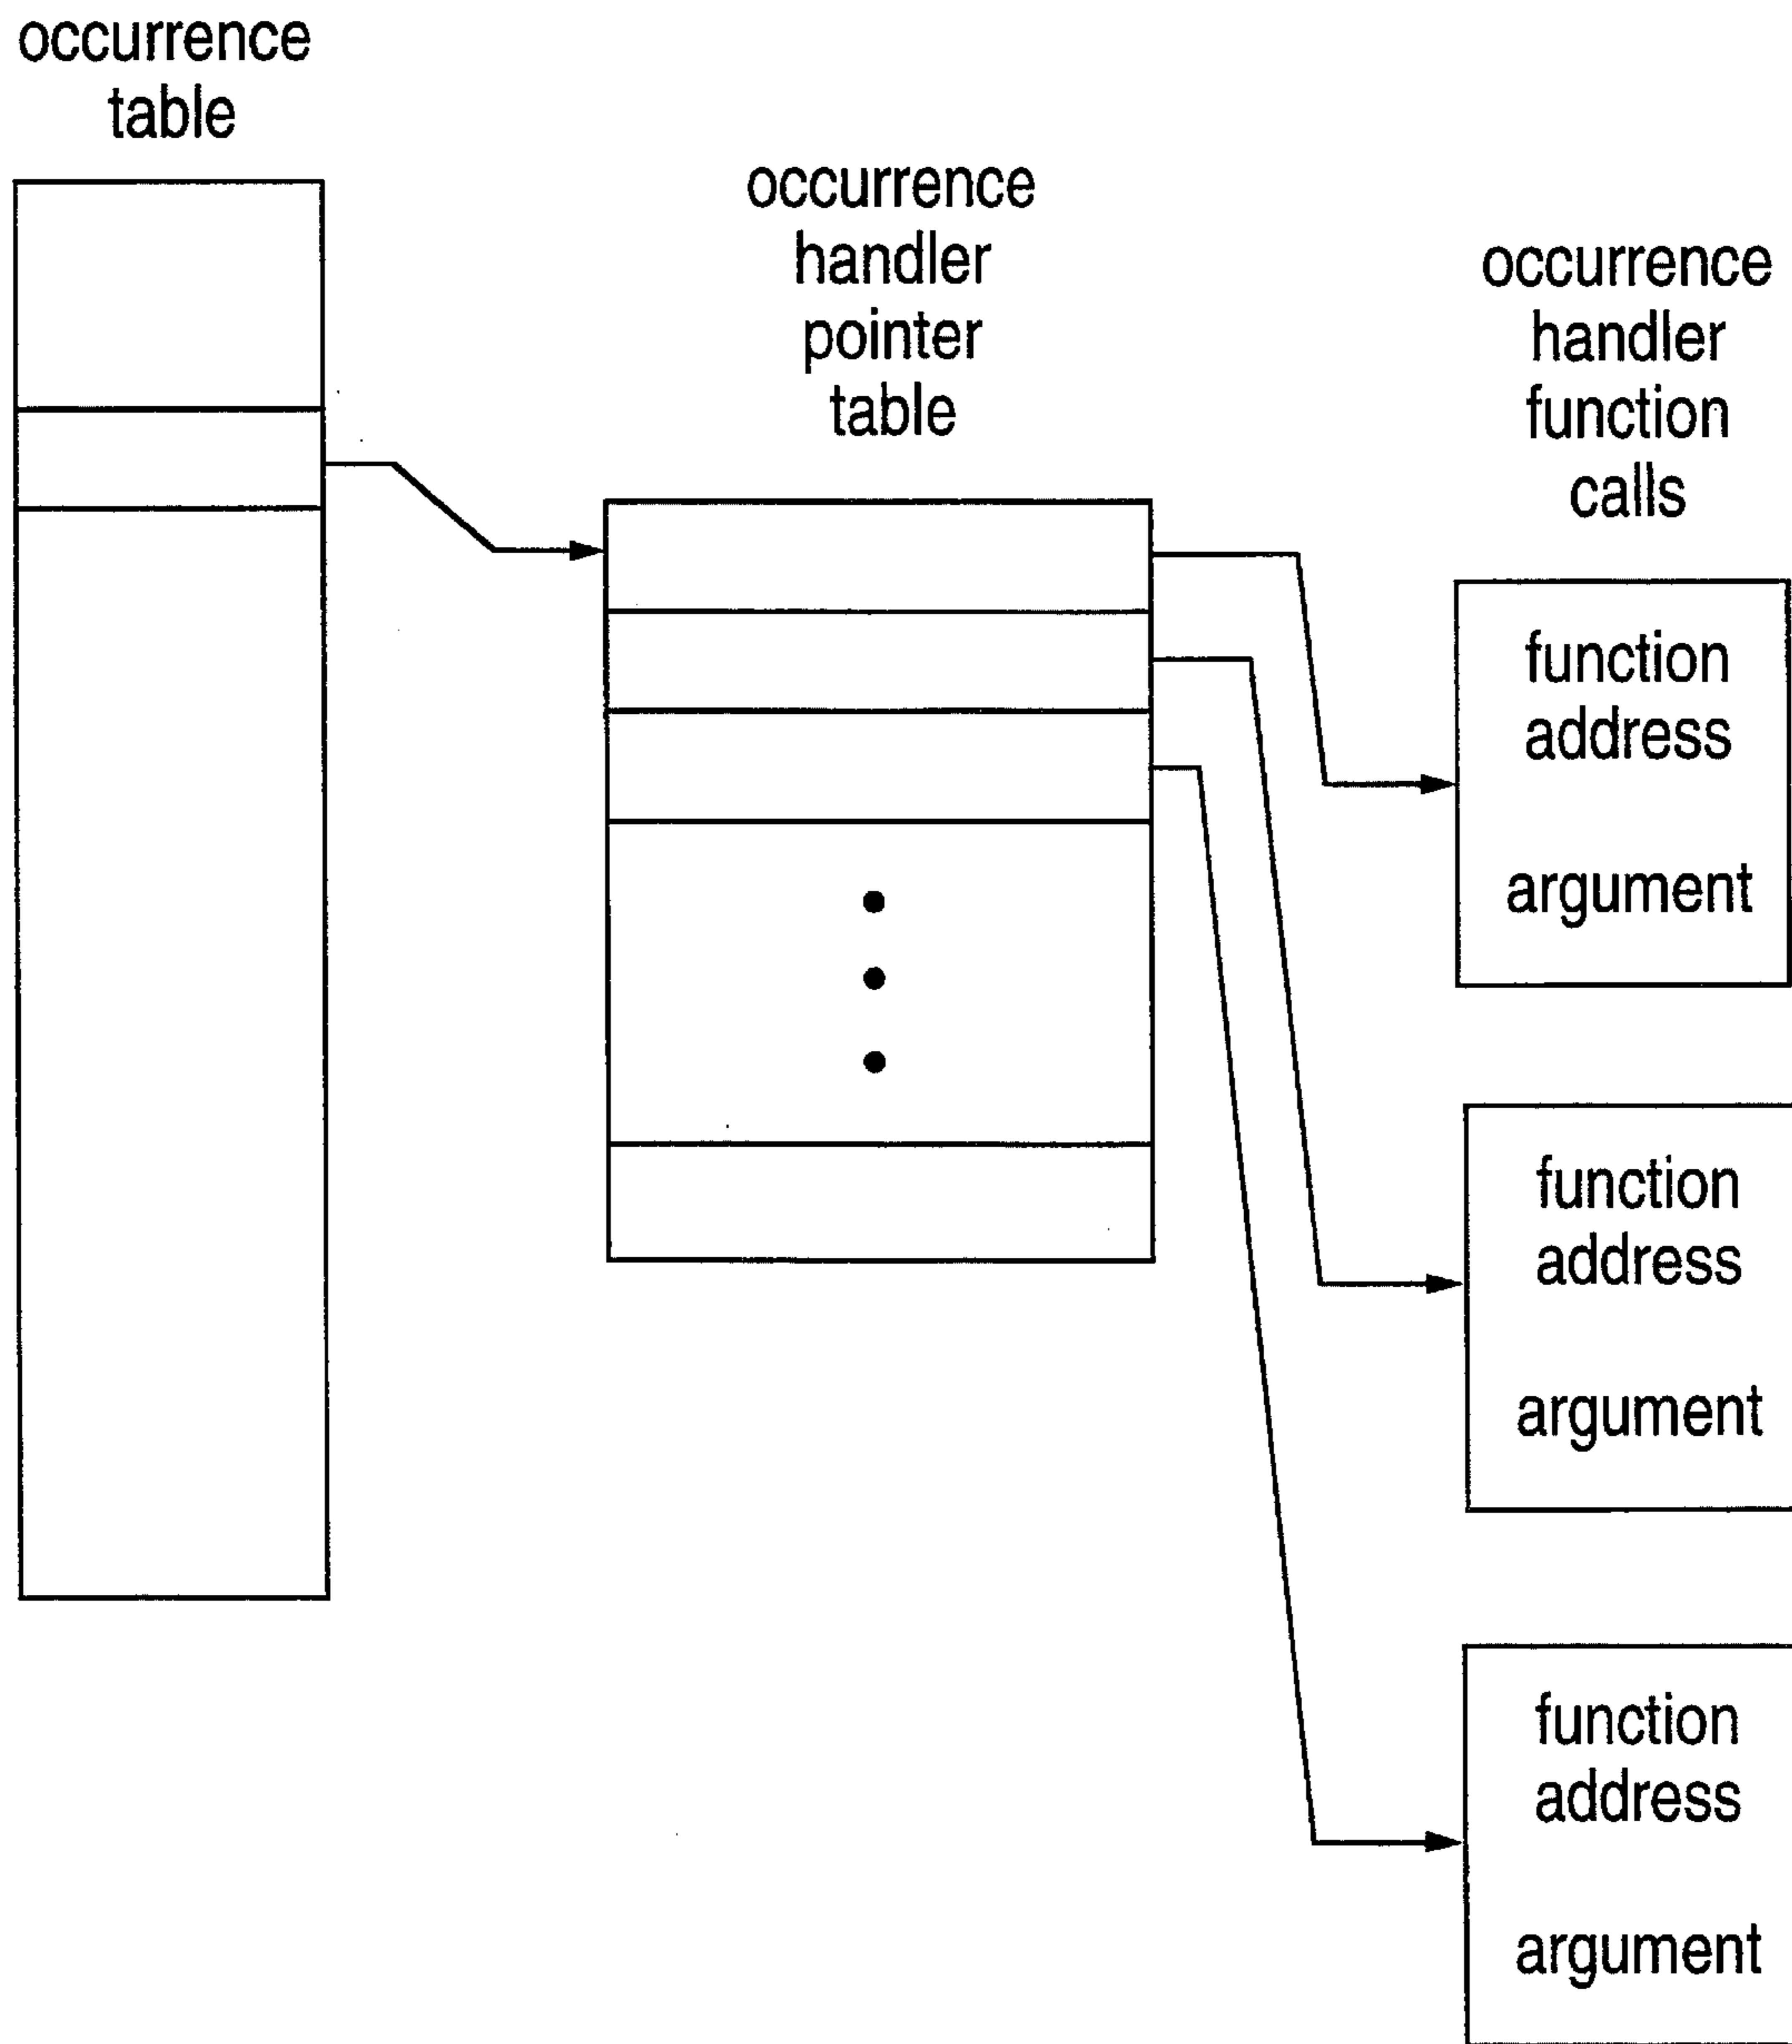 occurrence
table
occurrence
handler
pointer
table
occurrence
handler
function
calls
function
address
argument
function
address
argument
function
address
argument